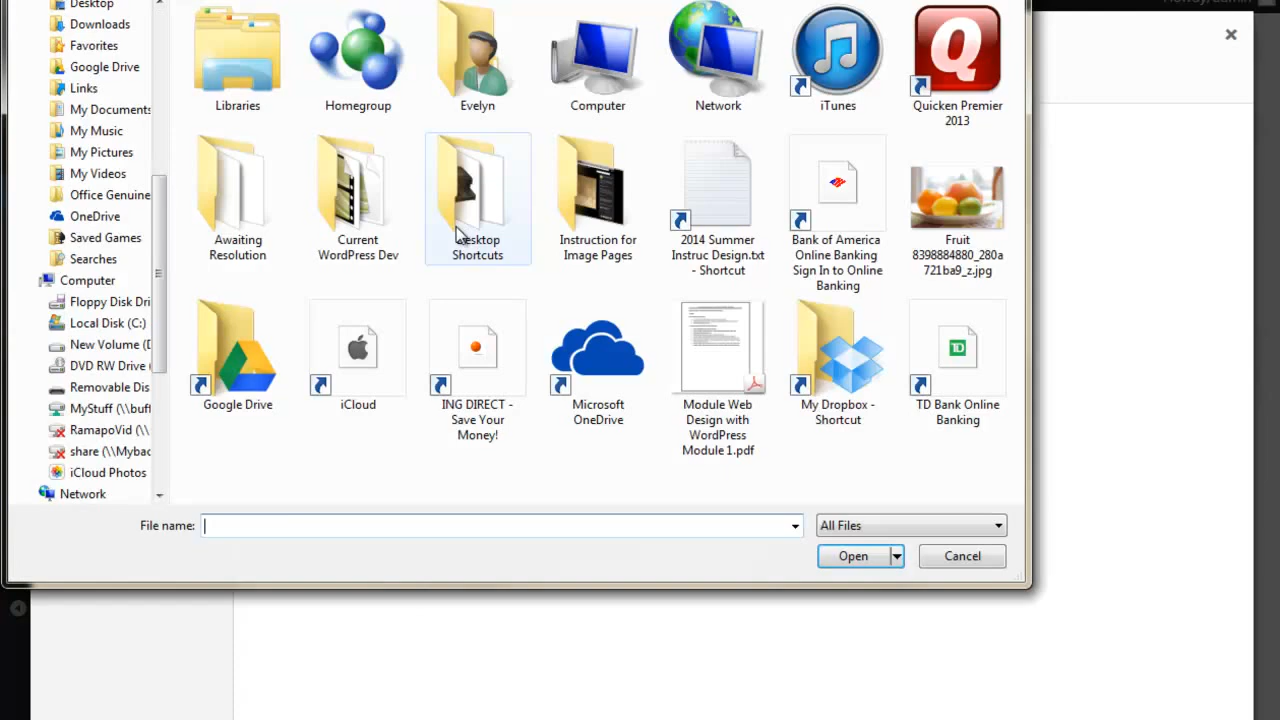 Desktop
Downloads
Favorites
Google Drive
Links
My Documents
My Music
My Pictures
My Videos
Office Genuine
OneDrive
Saved Games
Searches
Computer
Floppy Disk Dri
Local Disk (C:)
New Volume (D
DVD RW Drive (
Removable Dis
MyStuff (\\buff
RamapoVid (\\
share (\\Myback
iCloud Photos
Network
Libraries
Homegroup
Evelyn
Computer
Network
iTunes
Quicken Premier
2013
Awaiting
Resolution
Current
WordPress Dev
Desktop
Shortcuts
Instruction for
Image Pages
2014 Summer
Instruc Design.txt
- Shortcut
Bank of America
Online Banking
Sign In to Online
Banking
Fruit
8398884880_280a
721ba9_z.jpg
Google Drive
iCloud
ING DIRECT -
Save Your
Money!
Microsoft
OneDrive
Module Web
Design with
WordPress
Module 1.pdf
My Dropbox -
Shortcut
TD
TD Bank Online
Banking
File name:
All Files
Open
Cancel